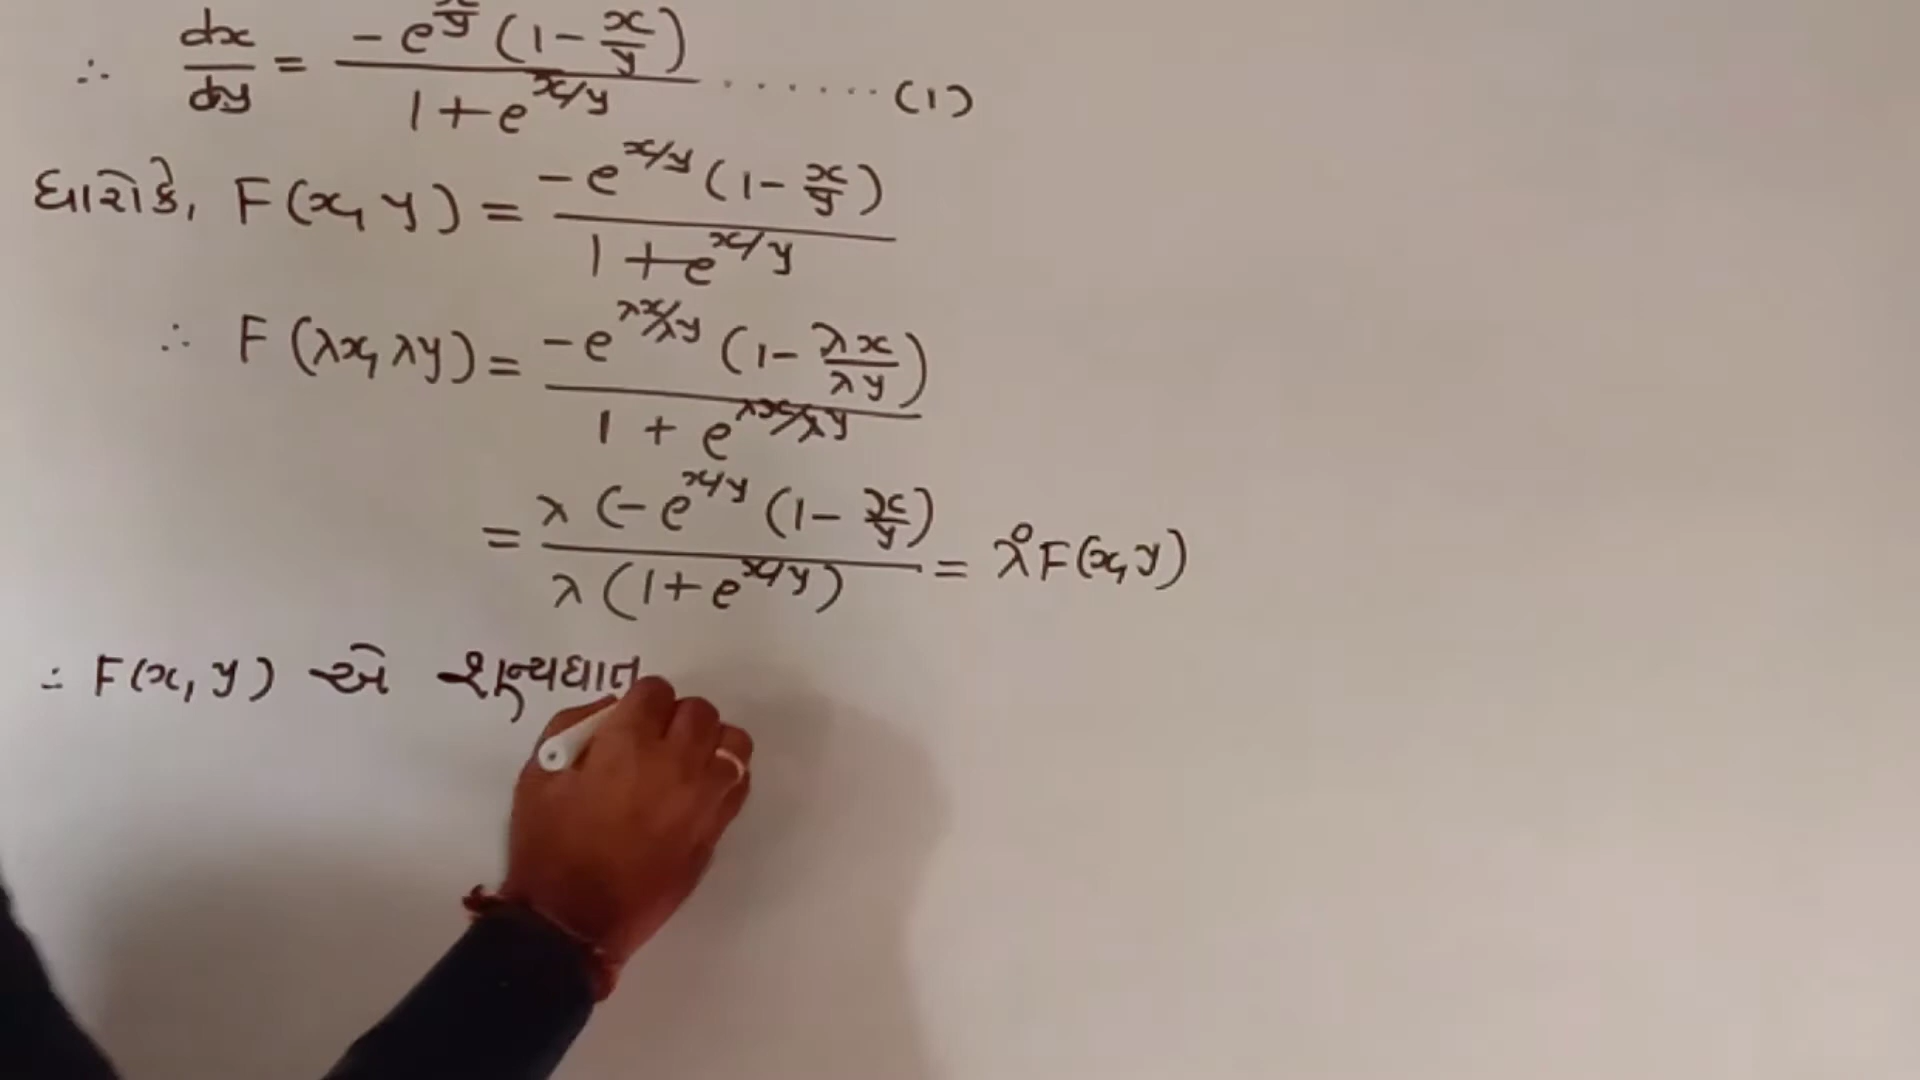 ∴ dx/dy = -e^(x/y) (1 - x/y) / 1 + e^(x/y) ....... (1)
ધારોકે, F(x, y) = -e^(x/y) (1 - x/y) / 1 + e^(x/y)
∴ F(λx, λy) = -e^(λx/λy) (1 - λx/λy) / 1 + e^(λx/λy)
= λ (-e^(x/y) (1 - x/y) / λ (1 + e^(x/y)) = λ° F(x, y)
∴ F(x, y) એ શૂન્યઘાત